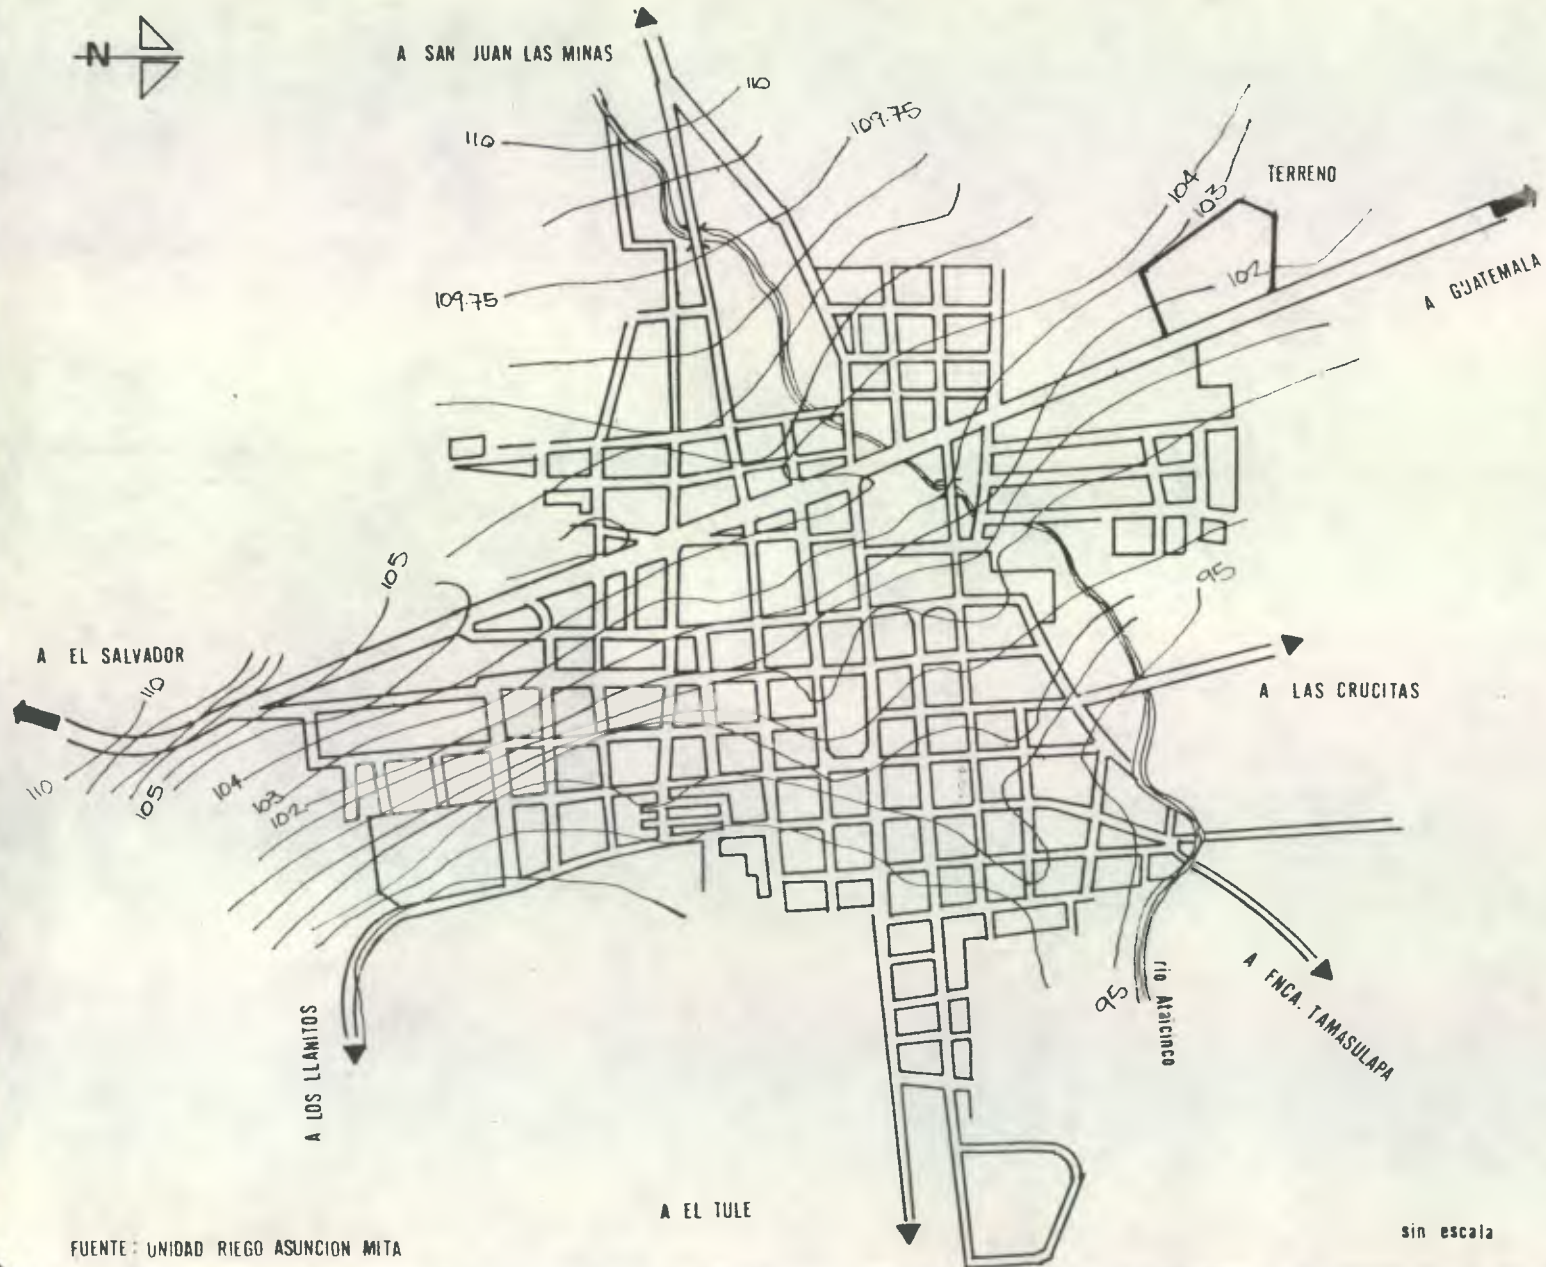 N
A SAN JUAN LAS MINAS
110
110
109.75
104
103
TERRENO
102
A GUATEMALA
109.75
105
95
A EL SALVADOR
110
A LAS CRUCITAS
110
105
104
103
102
95
rio Ataicinco
A FNCA. TAMASULAPA
A LOS LLANITOS
A EL TULE
sin escala
FUENTE: UNIDAD RIEGO ASUNCION MITA